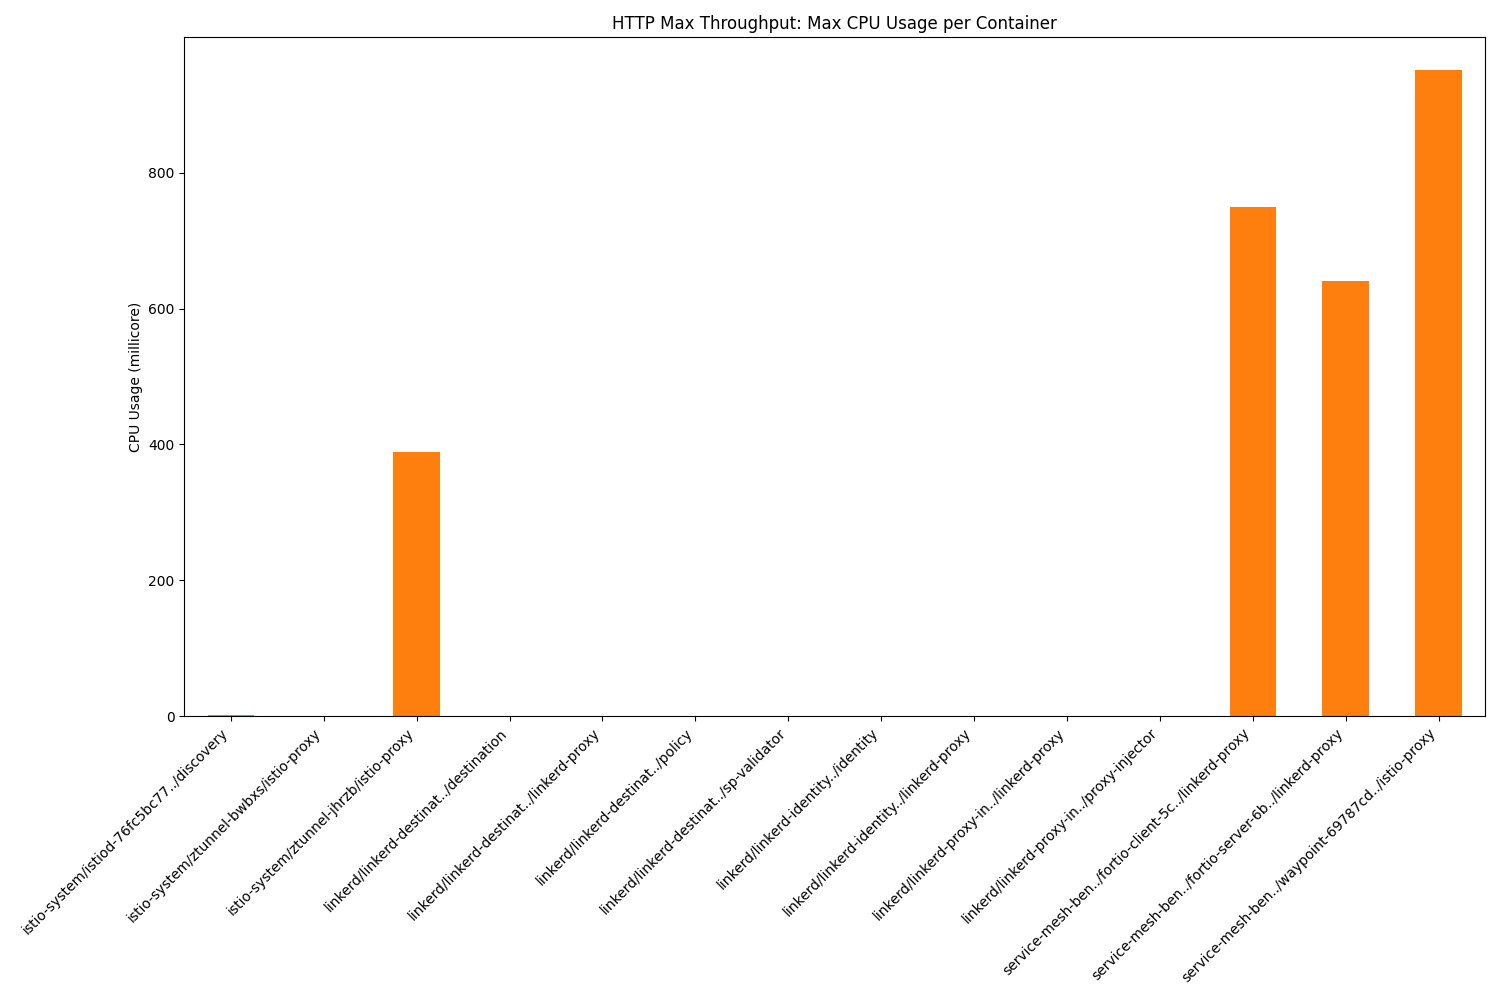 HTTP Max Throughput: Max CPU Usage per Container
CPU Usage (millicore)
800
600
400
200
0
istio-system/istiod-76fc5bc77../discovery
istio-system/ztunnel-bwbxs/istio-proxy
istio-system/ztunnel-jhrzb/istio-proxy
linkerd/linkerd-destinat../destination
linkerd/linkerd-destinat../linkerd-proxy
linkerd/linkerd-destinat../policy
linkerd/linkerd-destinat../sp-validator
linkerd/linkerd-identity../identity
linkerd/linkerd-identity../linkerd-proxy
linkerd/linkerd-proxy-in../linkerd-proxy
linkerd/linkerd-proxy-in../proxy-injector
service-mesh-ben../fortio-client-5c../linkerd-proxy
service-mesh-ben../fortio-server-6b../linkerd-proxy
service-mesh-ben../waypoint-69787cd../istio-proxy